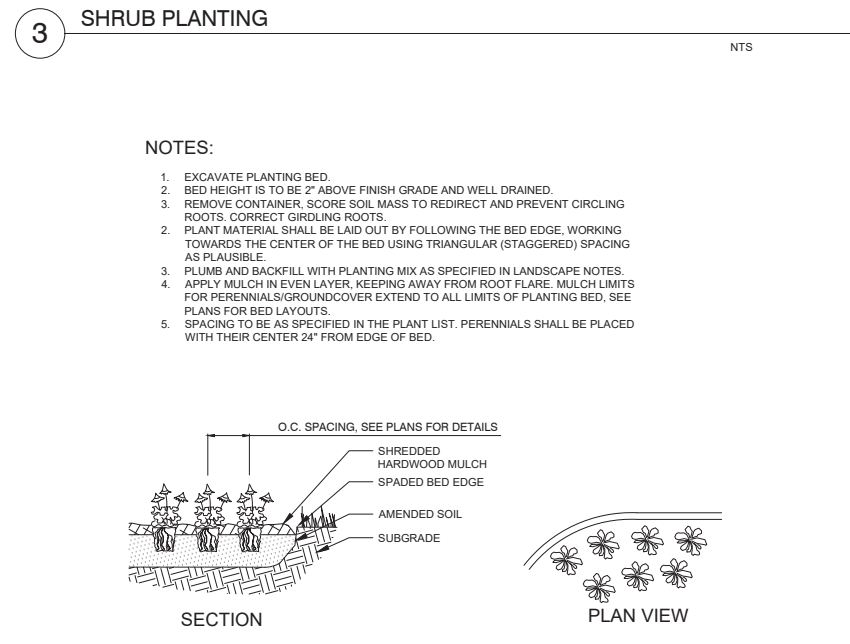 3
SHRUB PLANTING
NTS
NOTES:
1. EXCAVATE PLANTING BED.
2. BED HEIGHT IS TO BE 2" ABOVE FINISH GRADE AND WELL DRAINED.
3. REMOVE CONTAINER, SCORE SOIL MASS TO REDIRECT AND PREVENT CIRCLING
ROOTS. CORRECT GIRDLING ROOTS.
2. PLANT MATERIAL SHALL BE LAID OUT BY FOLLOWING THE BED EDGE, WORKING
TOWARDS THE CENTER OF THE BED USING TRIANGULAR (STAGGERED) SPACING
AS PLAUSIBLE.
3. PLUMB AND BACKFILL WITH PLANTING MIX AS SPECIFIED IN LANDSCAPE NOTES.
4. APPLY MULCH IN EVEN LAYER, KEEPING AWAY FROM ROOT FLARE. MULCH LIMITS
FOR PERENNIALS/GROUNDCOVER EXTEND TO ALL LIMITS OF PLANTING BED, SEE
PLANS FOR BED LAYOUTS.
5. SPACING TO BE AS SPECIFIED IN THE PLANT LIST. PERENNIALS SHALL BE PLACED
WITH THEIR CENTER 24" FROM EDGE OF BED.
O.C. SPACING, SEE PLANS FOR DETAILS
SHREDDED
HARDWOOD MULCH
SPADED BED EDGE
AMENDED SOIL
SUBGRADE
SECTION
PLAN VIEW